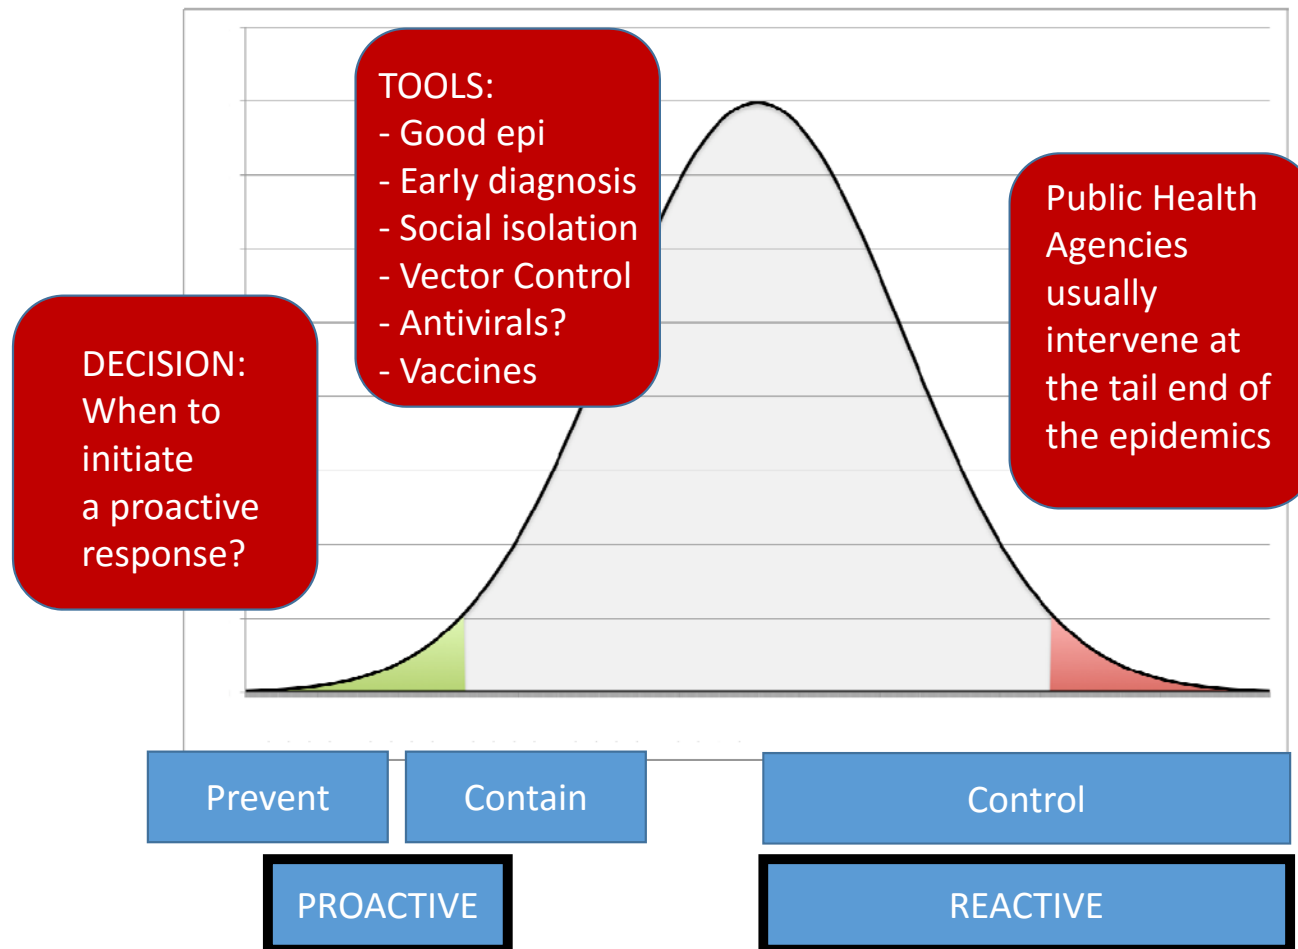 TOOLS:
- Good epi
- Early diagnosis
- Social isolation
- Vector Control
- Antivirals?
- Vaccines
Public Health
Agencies
usually
intervene at
the tail end of
the epidemics
DECISION:
When to
initiate
a proactive
response?
Prevent
Contain
Control
PROACTIVE
REACTIVE